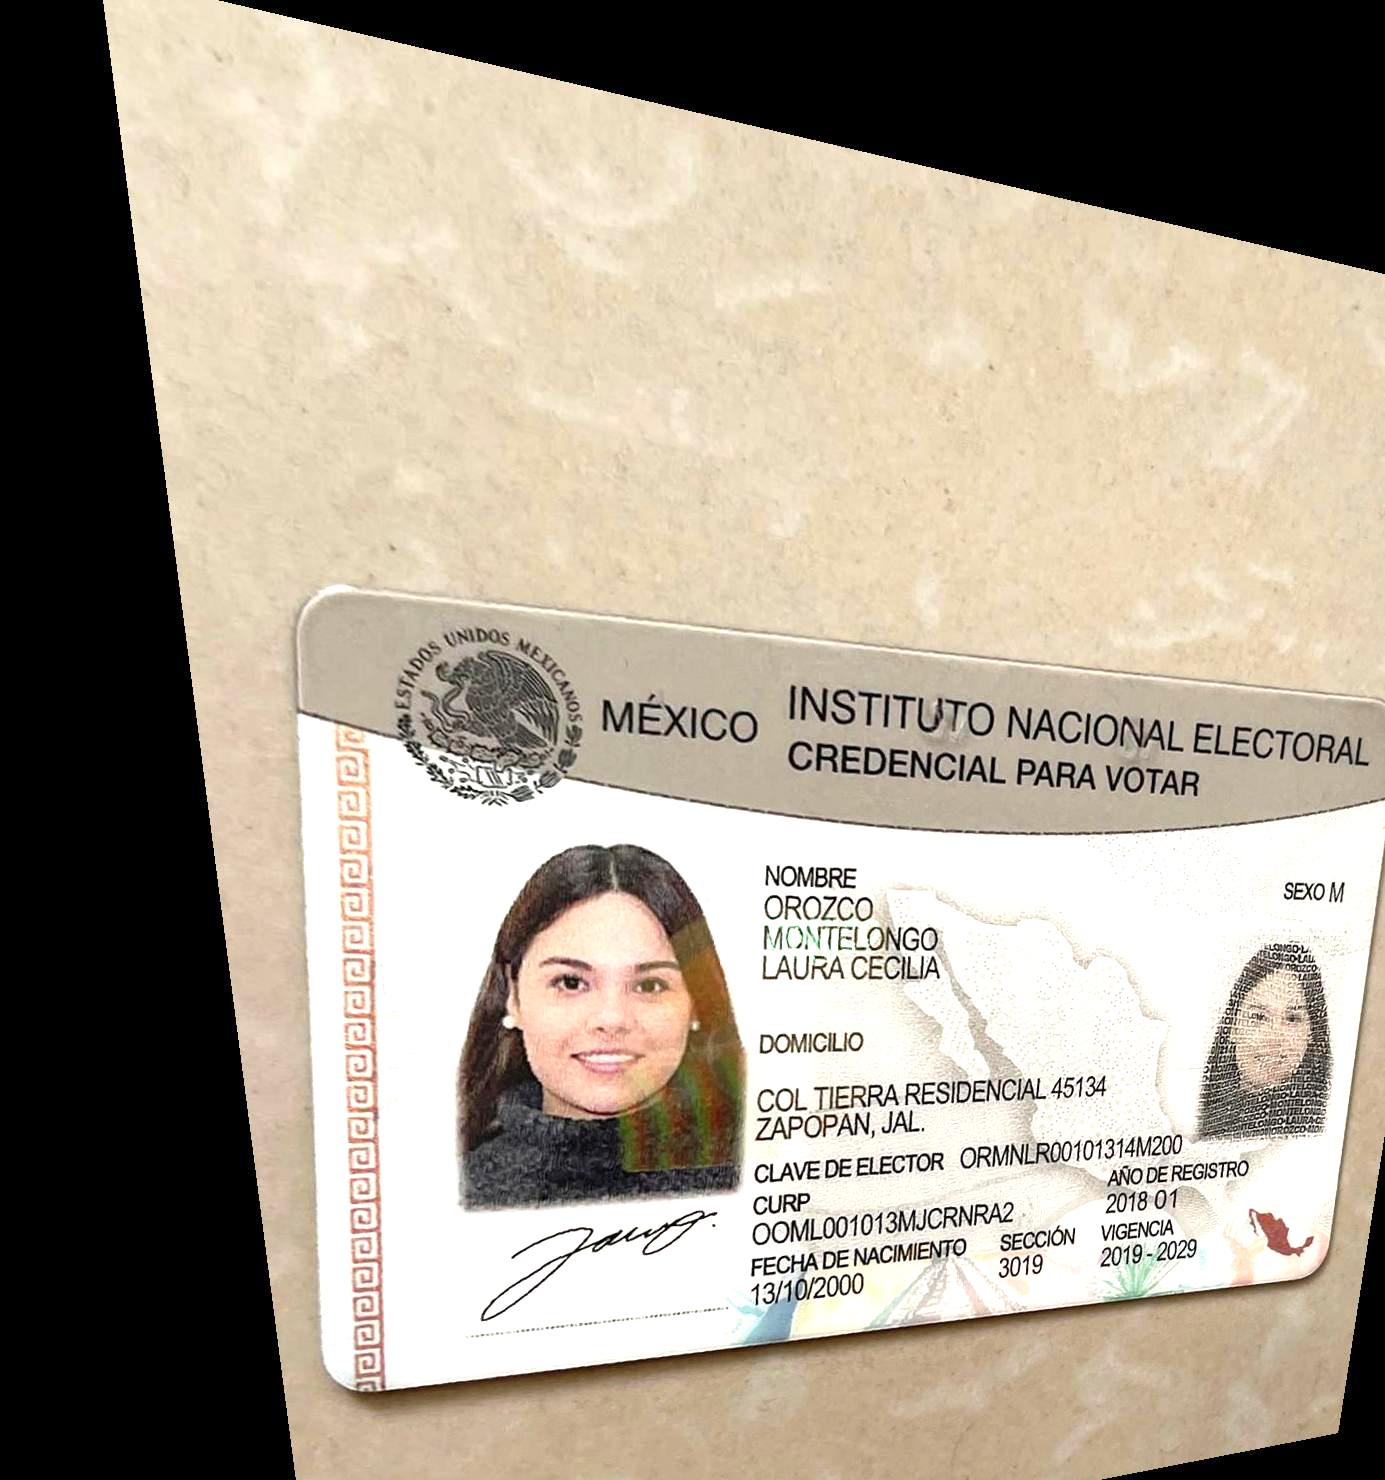 ESTADOS UNIDOS MEXICANOS
MÉXICO
INSTITUTO NACIONAL ELECTORAL
CREDENCIAL PARA VOTAR
NOMBRE
OROZCO
MONTELONGO
LAURA CECILIA
SEXO M
DOMICILIO
COL TIERRA RESIDENCIAL 45134
ZAPOPAN, JAL.
CLAVE DE ELECTOR ORMNLR00101314M200
CURP
OOML001013MJCRNRA2
AÑO DE REGISTRO
2018 01
FECHA DE NACIMIENTO
13/10/2000
SECCIÓN
3019
VIGENCIA
2019 - 2029